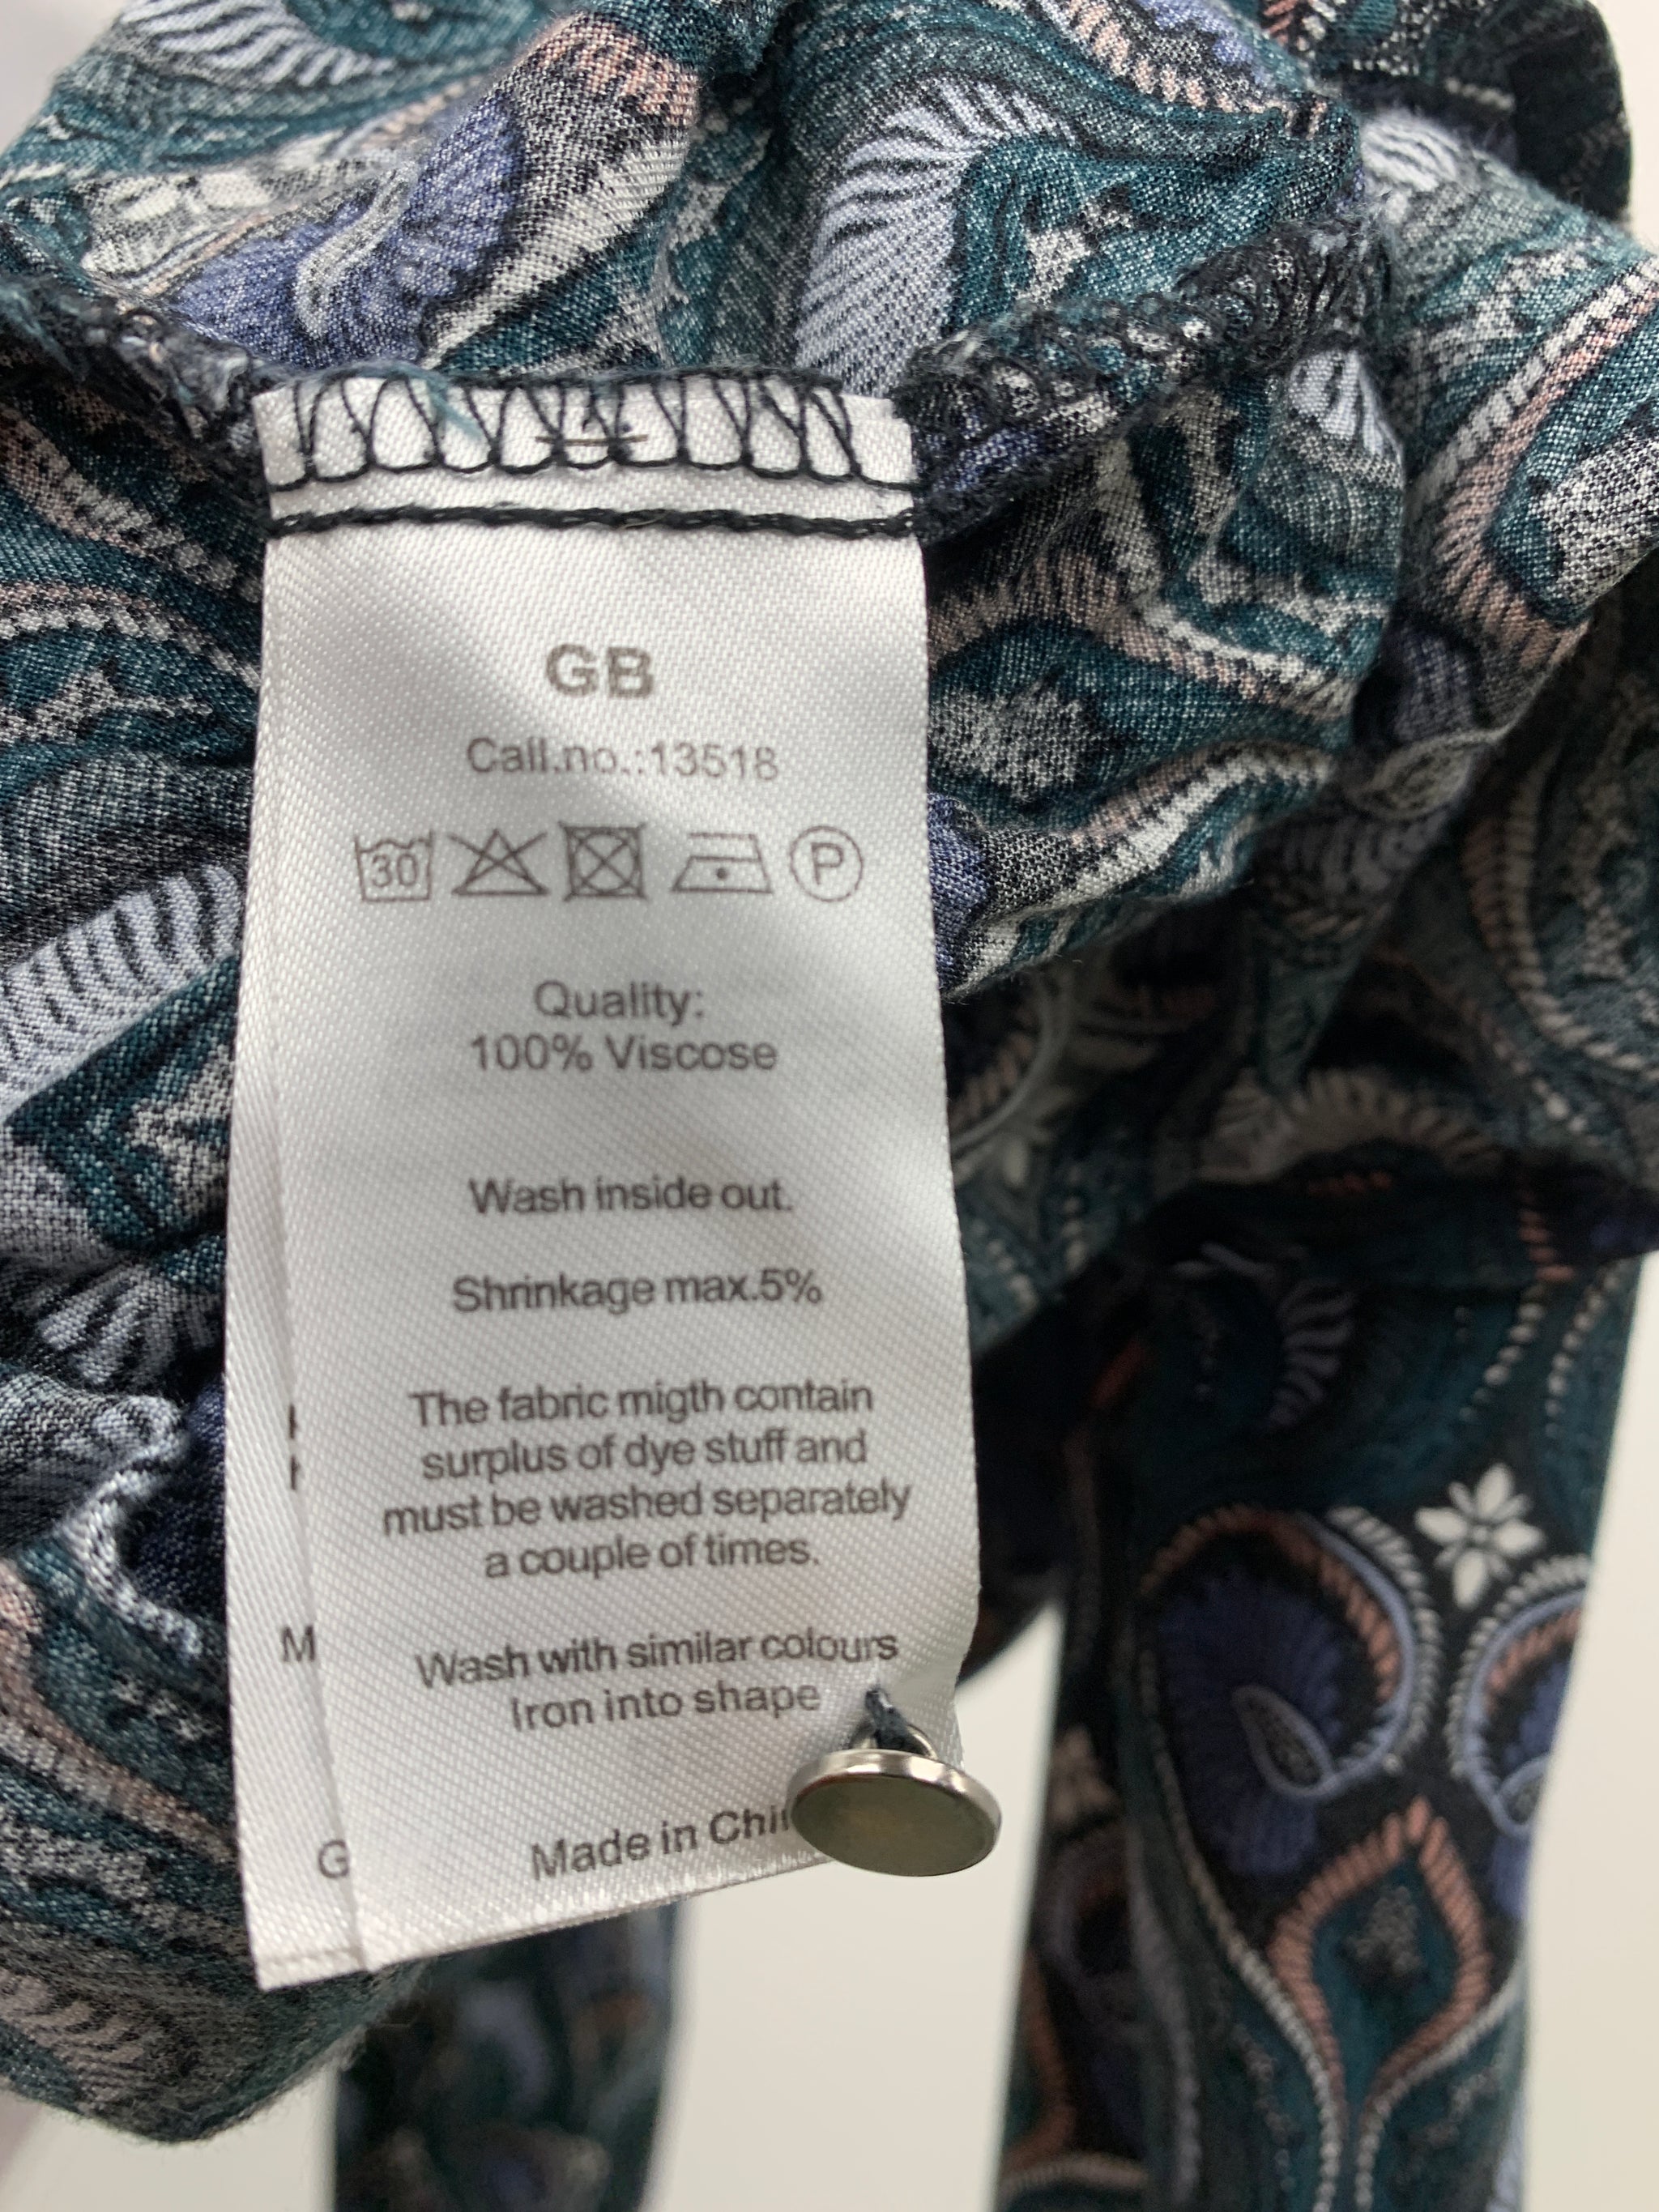 GB
Call.no.:13518
30 P
Quality:
100% Viscose
Wash inside out.
Shrinkage max.5%
The fabric migth contain
surplus of dye stuff and
must be washed separately
a couple of times.
Wash with similar colours
Iron into shape
Made in
M
G